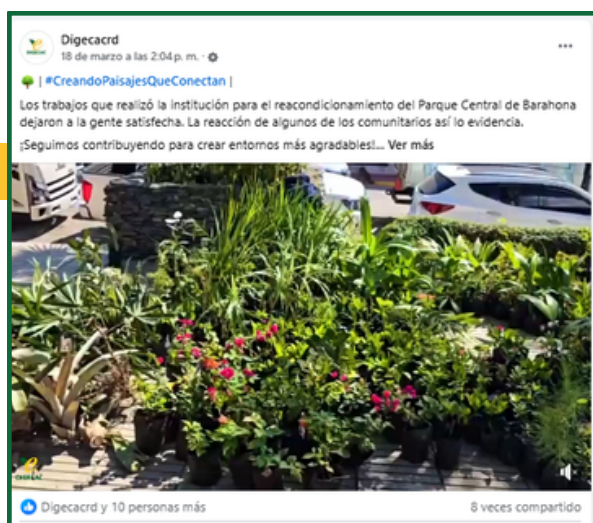 Digecacrd
18 de marzo a las 2:04 p. m. ·
| #CreandoPaisajesQueConectan |
Los trabajos que realizó la institución para el reacondicionamiento del Parque Central de Barahona
dejaron a la gente satisfecha. La reacción de algunos de los comunitarios así lo evidencia.
¡Seguimos contribuyendo para crear entornos más agradables!... Ver más
Digecacrd y 10 personas más
8 veces compartido